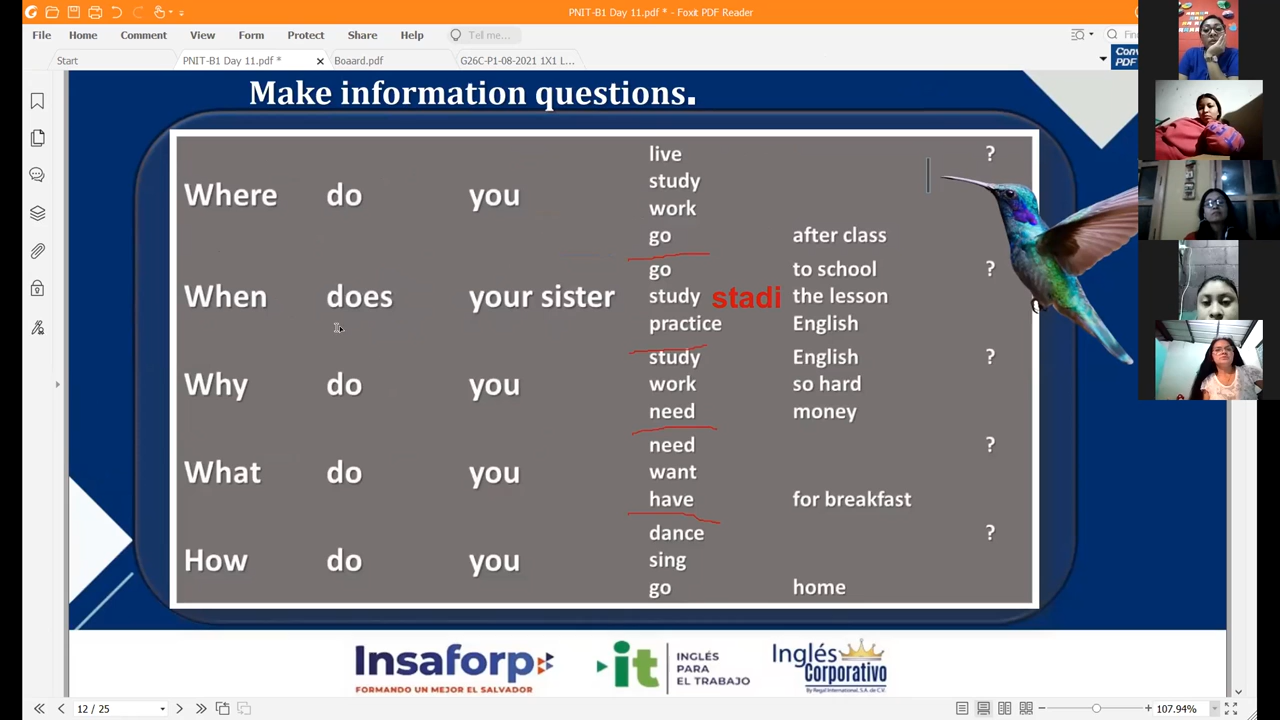 PNIT-B1 Day 11.pdf * - Foxit PDF Reader
File Home Comment View Form Protect Share Help Tell me...
Start PNIT-B1 Day 11.pdf * Boaard.pdf G26C-P1-08-2021 1X1 L...
PDF
Make information questions.
live ?
study
Where do you
work
go after class
go to school ?
When does your sister study stadi the lesson
practice English
study English ?
Why do you work so hard
need money
need ?
What do you want
have for breakfast
dance ?
How do you sing
go home
Insaforp
FORMANDO UN MEJOR EL SALVADOR
it
INGLÉS
PARA
EL TRABAJO
Inglés
Corporativo
By Regal International, S.A. de C.V.
12 / 25 107.94%